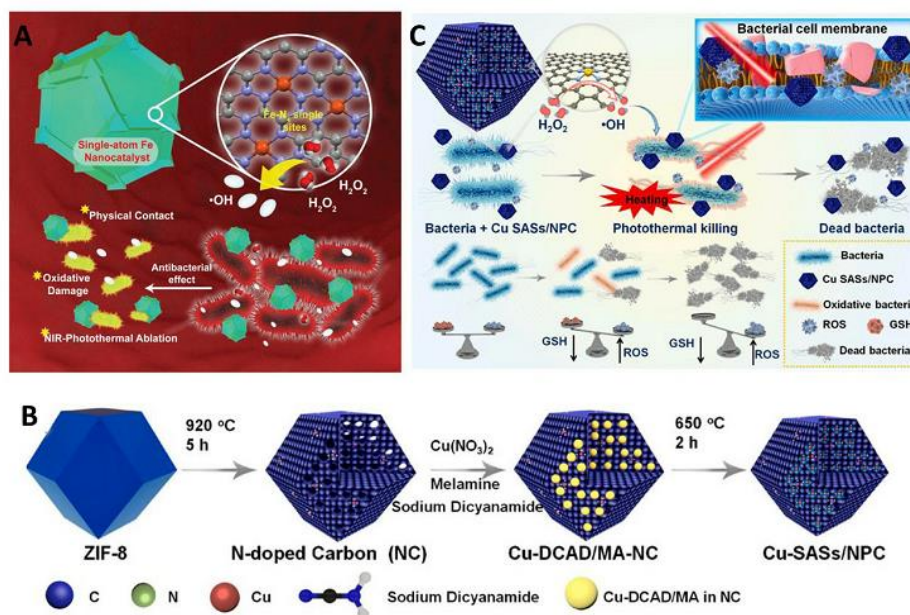 A
Single-atom Fe
Nanocatalyst
Fe-N, single
sites
H₂O₂
H₂O₂
•OH
Physical Contact
Oxidative
Damage
NIR-Photothermal Ablation
Antibacterial
effect
C
Bacterial cell membrane
H₂O₂
•OH
Heating
Bacteria + Cu SASs/NPC
Photothermal killing
Dead bacteria
GSH
ROS
GSH
ROS
Bacteria
Cu SASs/NPC
Oxidative bacteria
ROS
GSH
Dead bacteria
B
920 °C
5 h
Cu(NO₃)₂
Melamine
Sodium Dicyanamide
650 °C
2 h
ZIF-8
N-doped Carbon (NC)
Cu-DCAD/MA-NC
Cu-SASs/NPC
C
N
Cu
Sodium Dicyanamide
Cu-DCAD/MA in NC